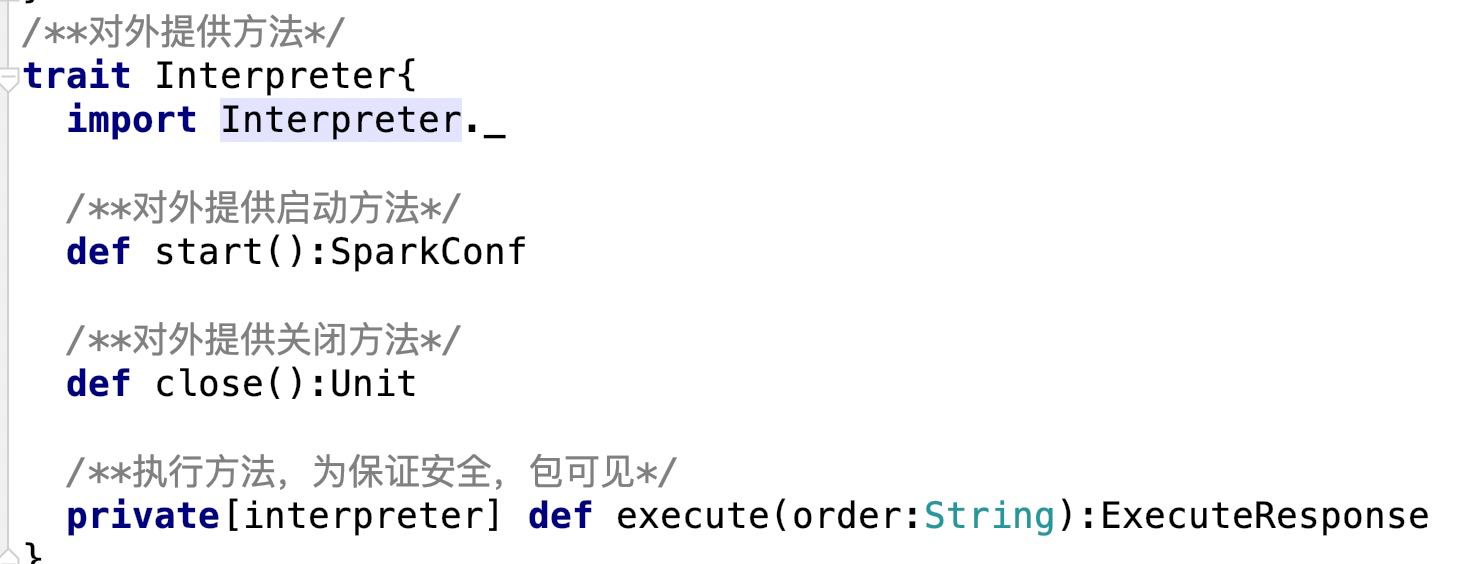 /**对外提供方法*/
trait Interpreter{
import Interpreter._
/**对外提供启动方法*/
def start():SparkConf
/**对外提供关闭方法*/
def close():Unit
/**执行方法，为保证安全，包可见*/
private[interpreter] def execute(order:String):ExecuteResponse
}